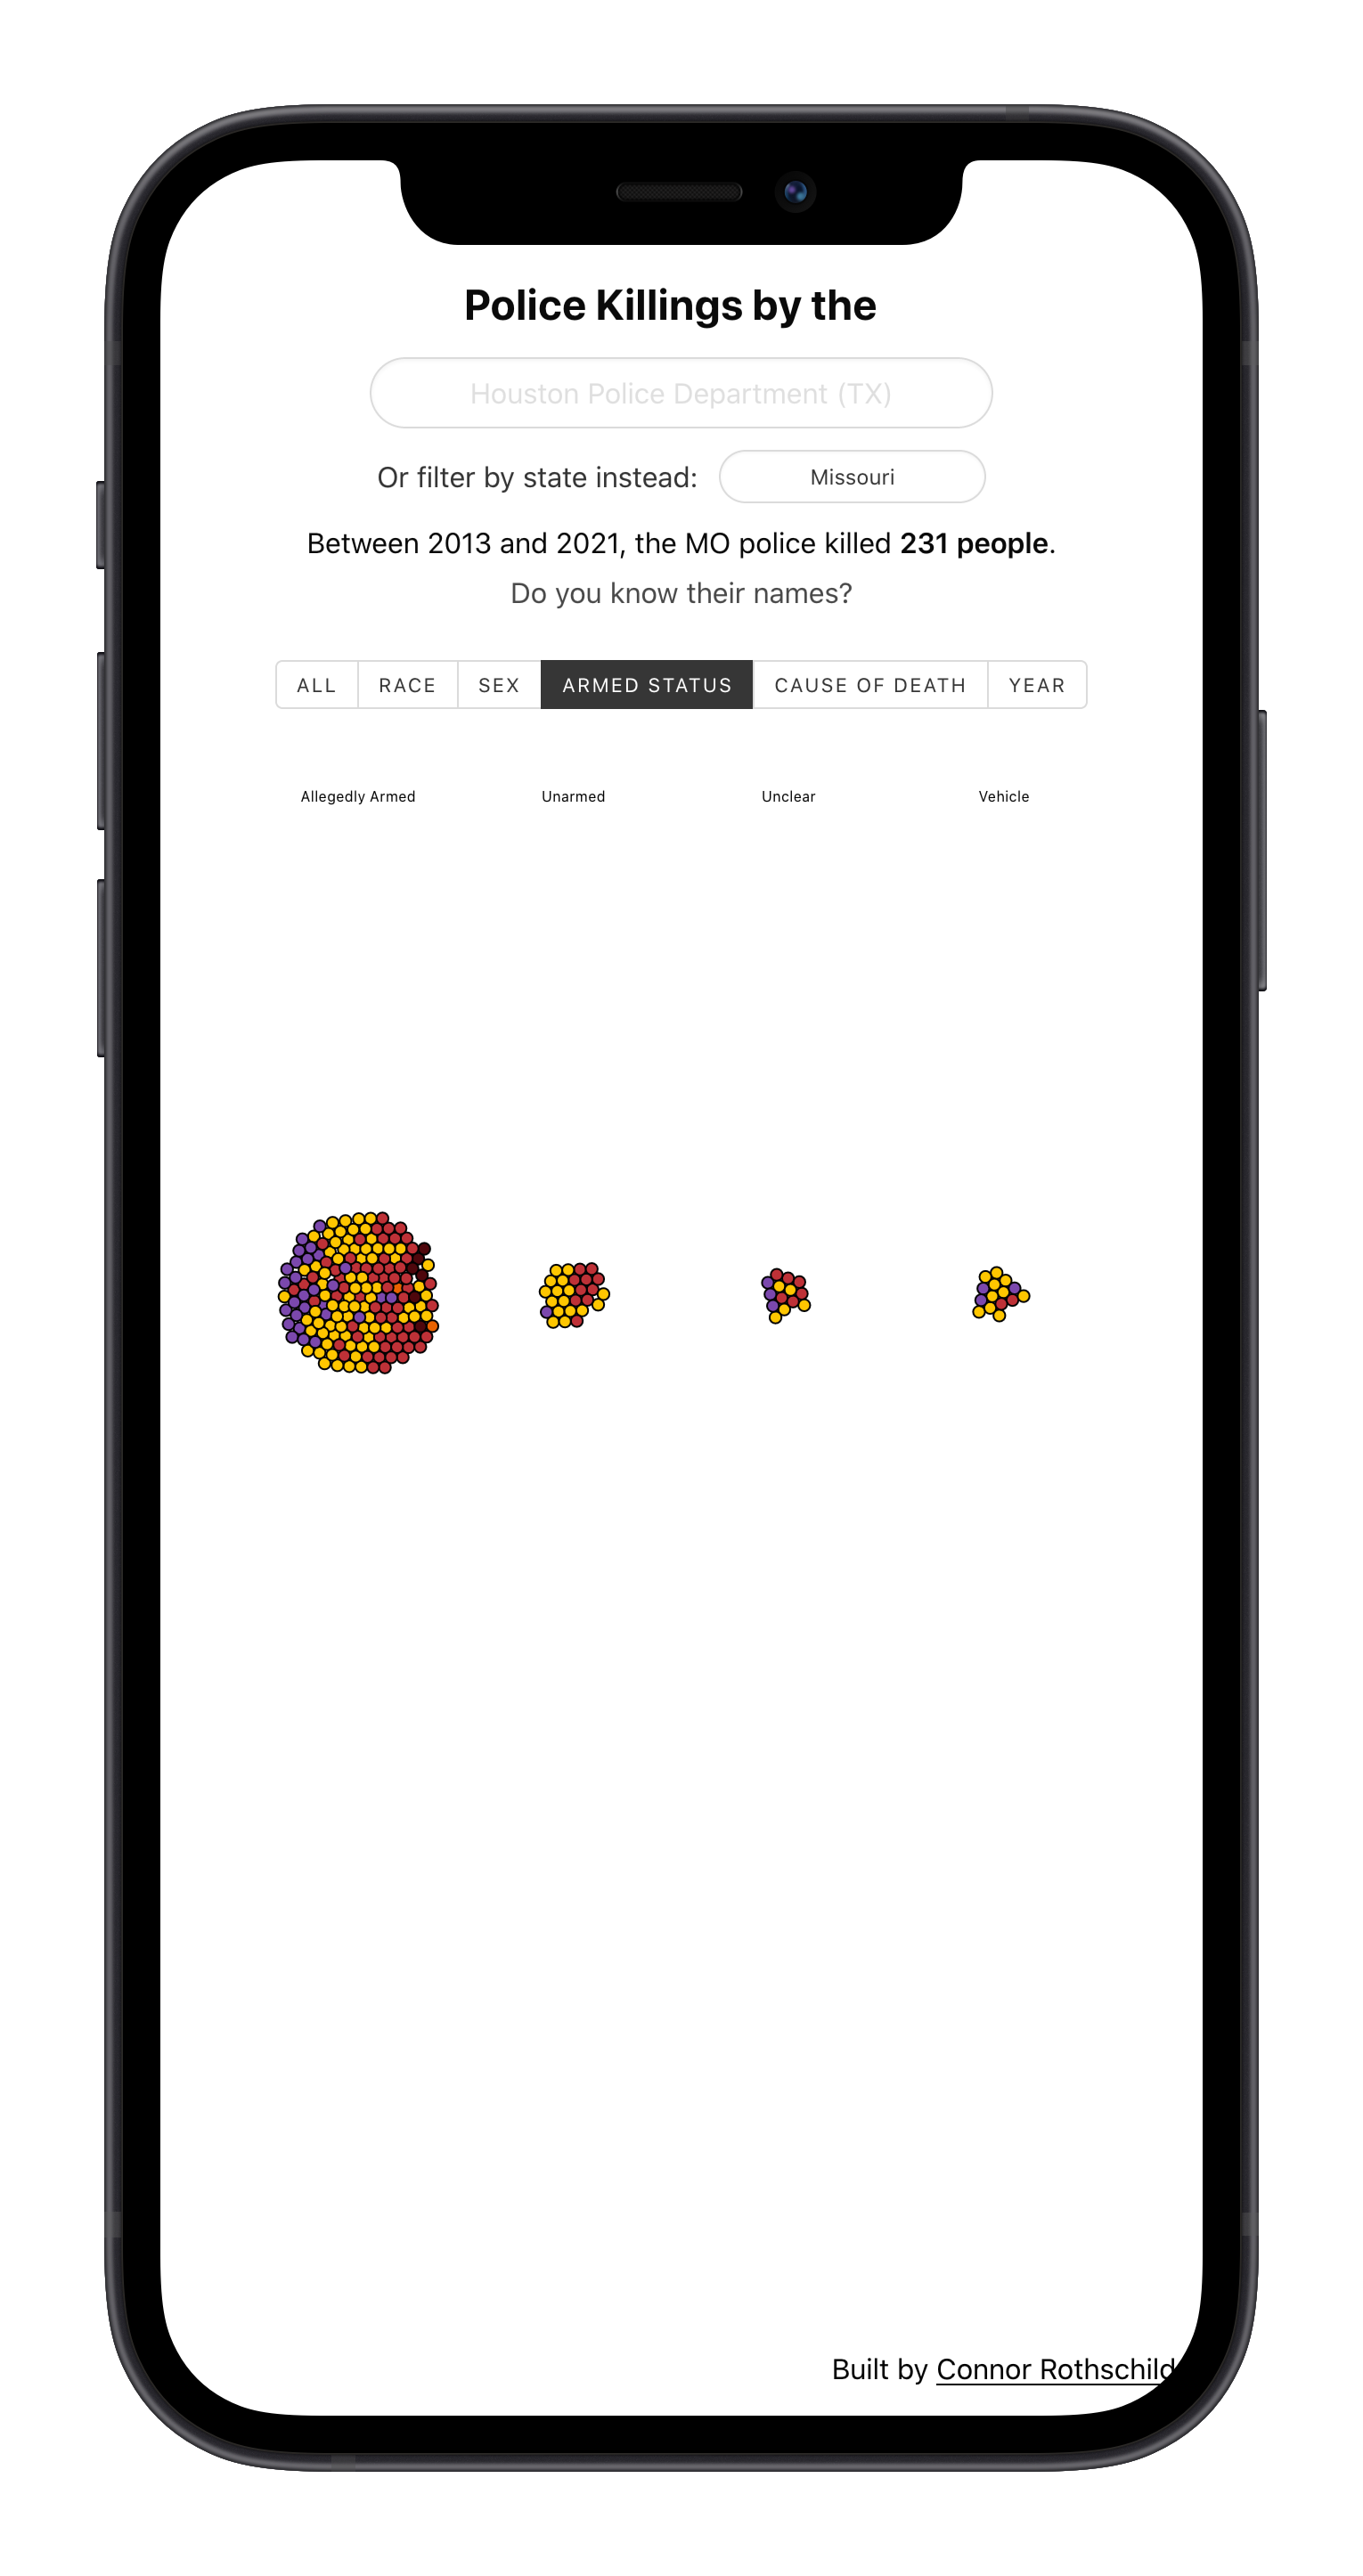 Police Killings by the
Houston Police Department (TX)
Or filter by state instead: Missouri
Between 2013 and 2021, the MO police killed 231 people.
Do you know their names?
ALL RACE SEX ARMED STATUS CAUSE OF DEATH YEAR
Allegedly Armed Unarmed Unclear Vehicle
Built by Connor Rothschild